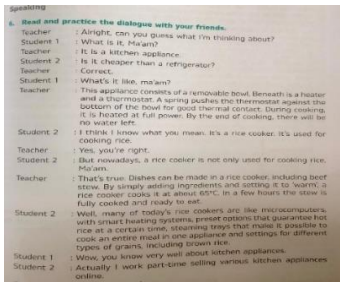 Speaking
5. Read and practice the dialogue with your friends.
Teacher : Alright, can you guess what I'm thinking about?
Student 1 : What is it, Ma'am?
Teacher : It is a kitchen appliance.
Student 2 : Is it cheaper than a refrigerator?
Teacher : Correct.
Student 1 : What's it like, ma'am?
Teacher : This appliance consists of a removable bowl. Beneath is a heater
and a thermostat. A spring pushes the thermostat against the
bottom of the bowl for good thermal contact. During cooking,
it is heated at full power. By the end of cooking, there will be
no water left.
Student 2 : I think I know what you mean. It's a rice cooker. It's used for
cooking rice.
Teacher : Yes, you're right.
Student 2 : But nowadays, a rice cooker is not only used for cooking rice,
Ma'am.
Teacher : That's true. Dishes can be made in a rice cooker, including beef
stew. By simply adding ingredients and setting it to 'warm', a
rice cooker cooks it at about 65°C. In a few hours the stew is
fully cooked and ready to eat.
Student 2 : Well, many of today's rice cookers are like microcomputers,
with smart heating systems, preset options that guarantee hot
rice at a certain time, steaming trays that make it possible to
cook an entire meal in one appliance and settings for different
types of grains, including brown rice.
Student 1 : Wow, you know very well about kitchen appliances.
Student 2 : Actually I work part-time selling various kitchen appliances
online.